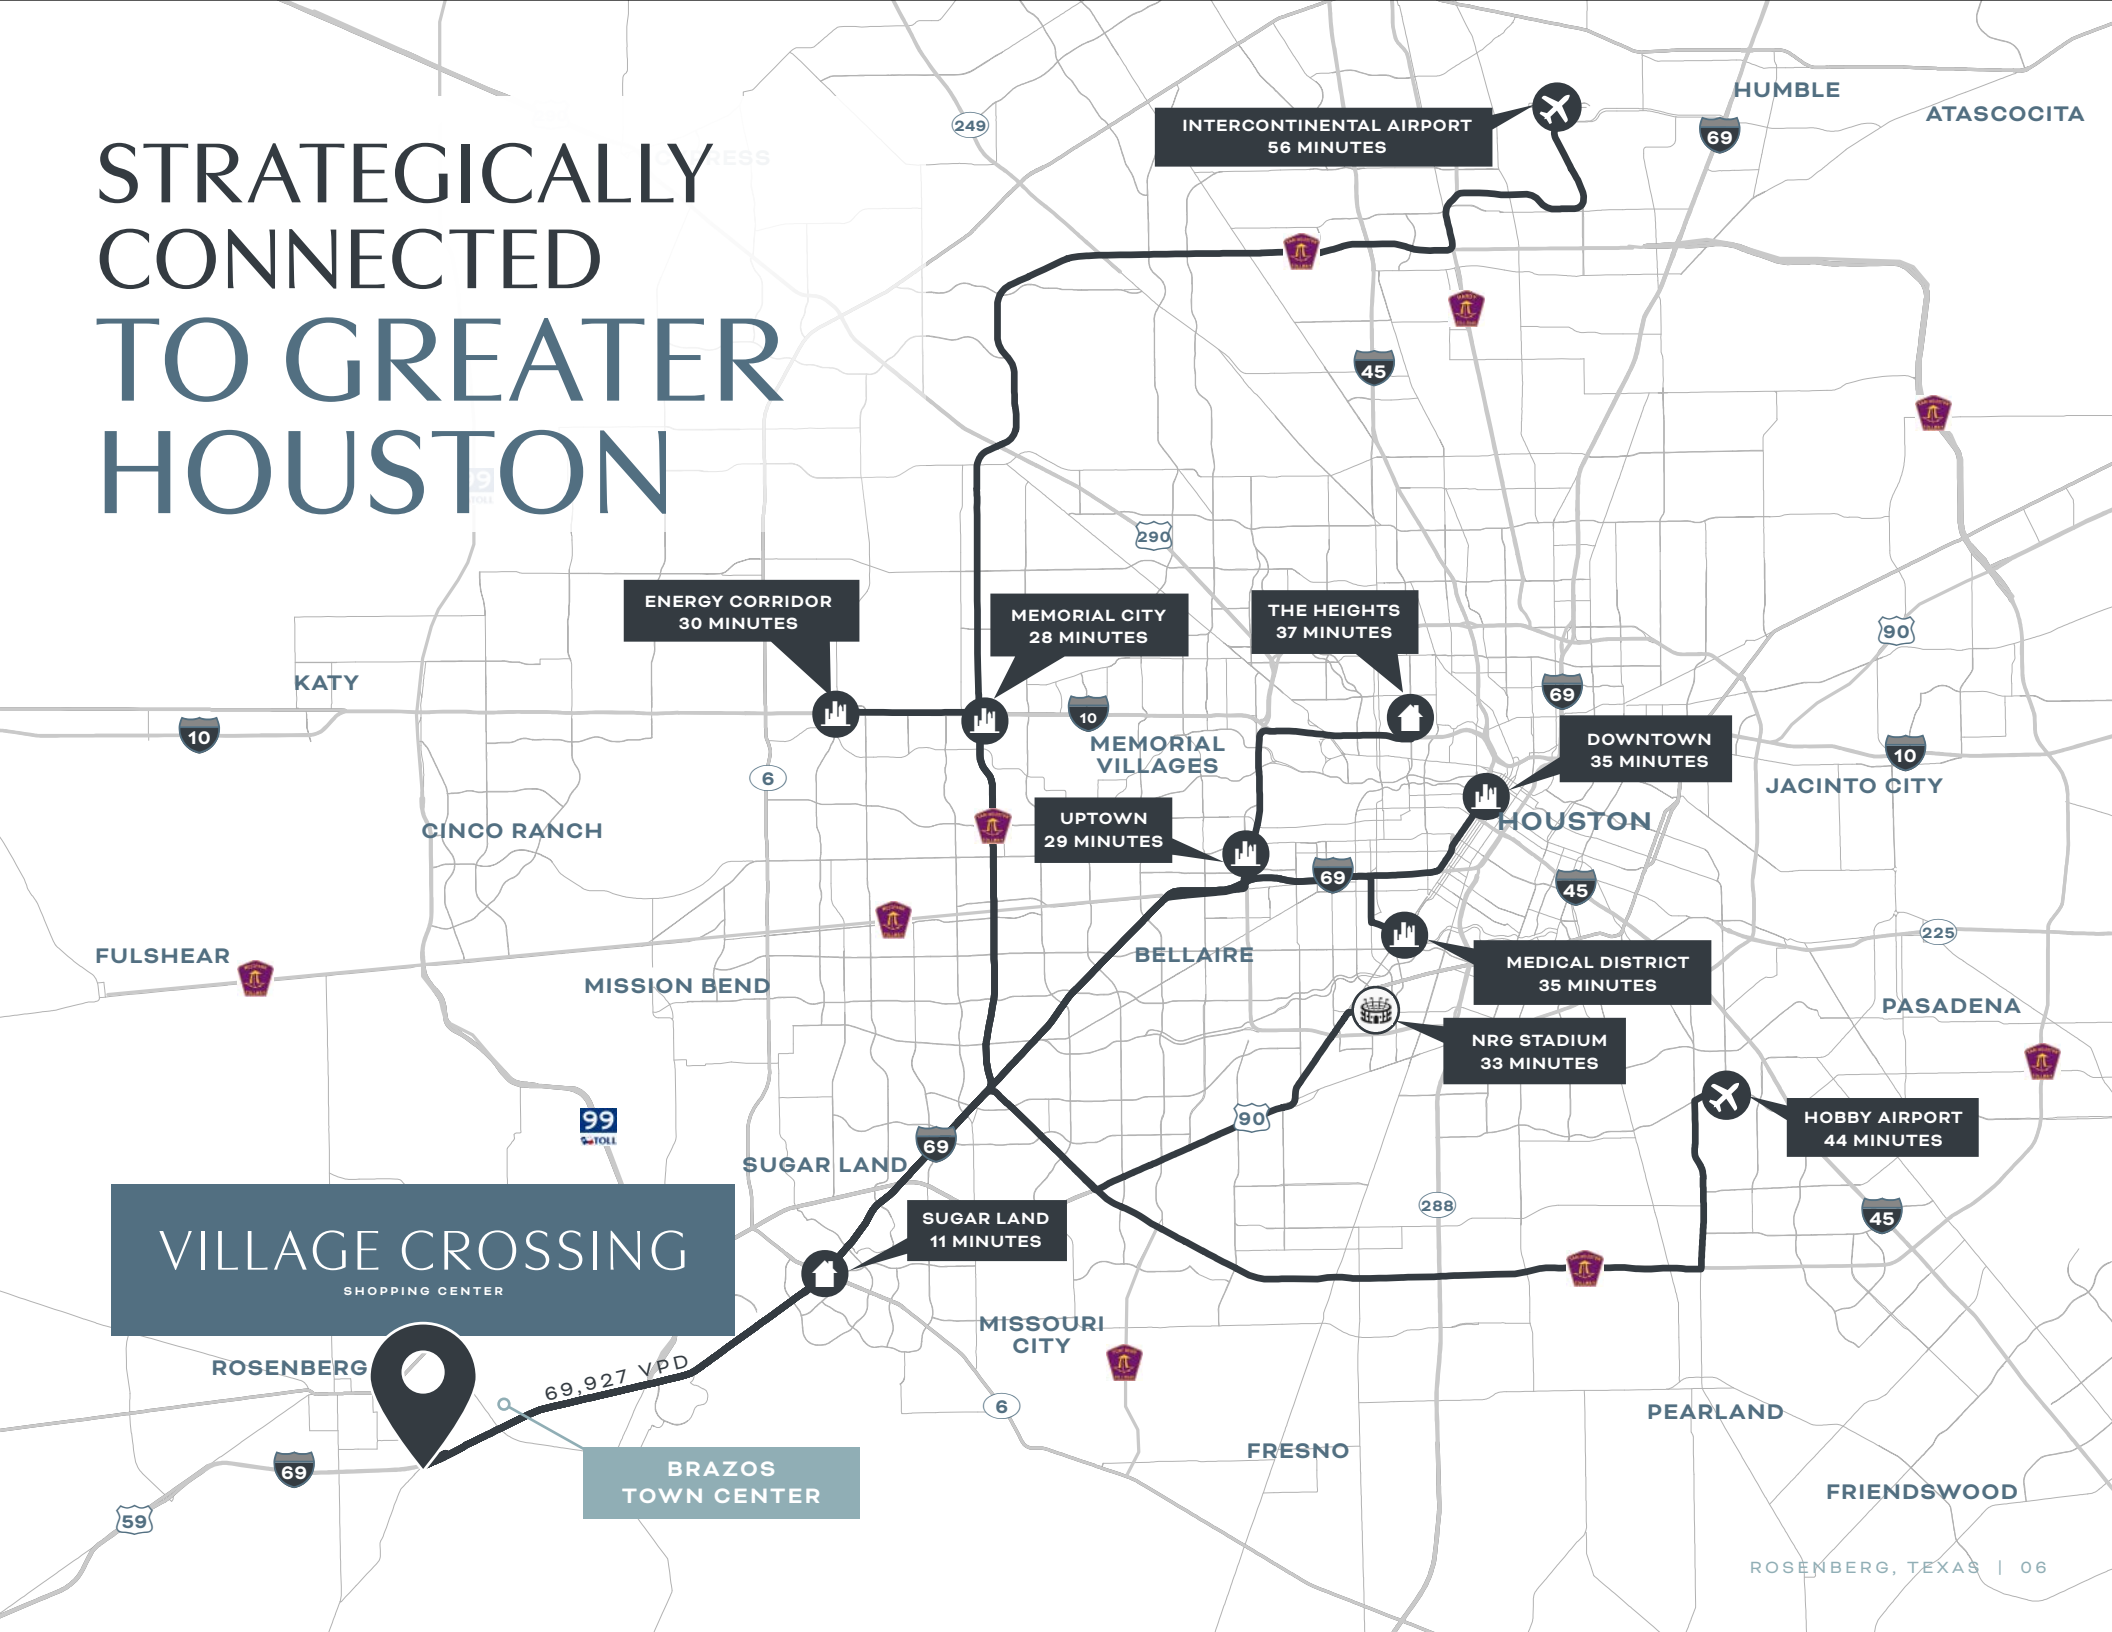 STRATEGICALLY
CONNECTED
TO GREATER
HOUSTON
HUMBLE
ATASCOCITA
249
INTERCONTINENTAL AIRPORT
56 MINUTES
69
45
290
ENERGY CORRIDOR
30 MINUTES
MEMORIAL CITY
28 MINUTES
THE HEIGHTS
37 MINUTES
90
KATY
10
10
69
MEMORIAL
VILLAGES
DOWNTOWN
35 MINUTES
10
6
JACINTO CITY
CINCO RANCH
UPTOWN
29 MINUTES
HOUSTON
69
45
FULSHEAR
225
BELLAIRE
MEDICAL DISTRICT
35 MINUTES
MISSION BEND
PASADENA
NRG STADIUM
33 MINUTES
99
TOLL
90
HOBBY AIRPORT
44 MINUTES
69
SUGAR LAND
288
45
SUGAR LAND
11 MINUTES
VILLAGE CROSSING
SHOPPING CENTER
MISSOURI
CITY
ROSENBERG
69,927 VPD
6
PEARLAND
FRESNO
69
BRAZOS
TOWN CENTER
59
FRIENDSWOOD
ROSENBERG, TEXAS | 06